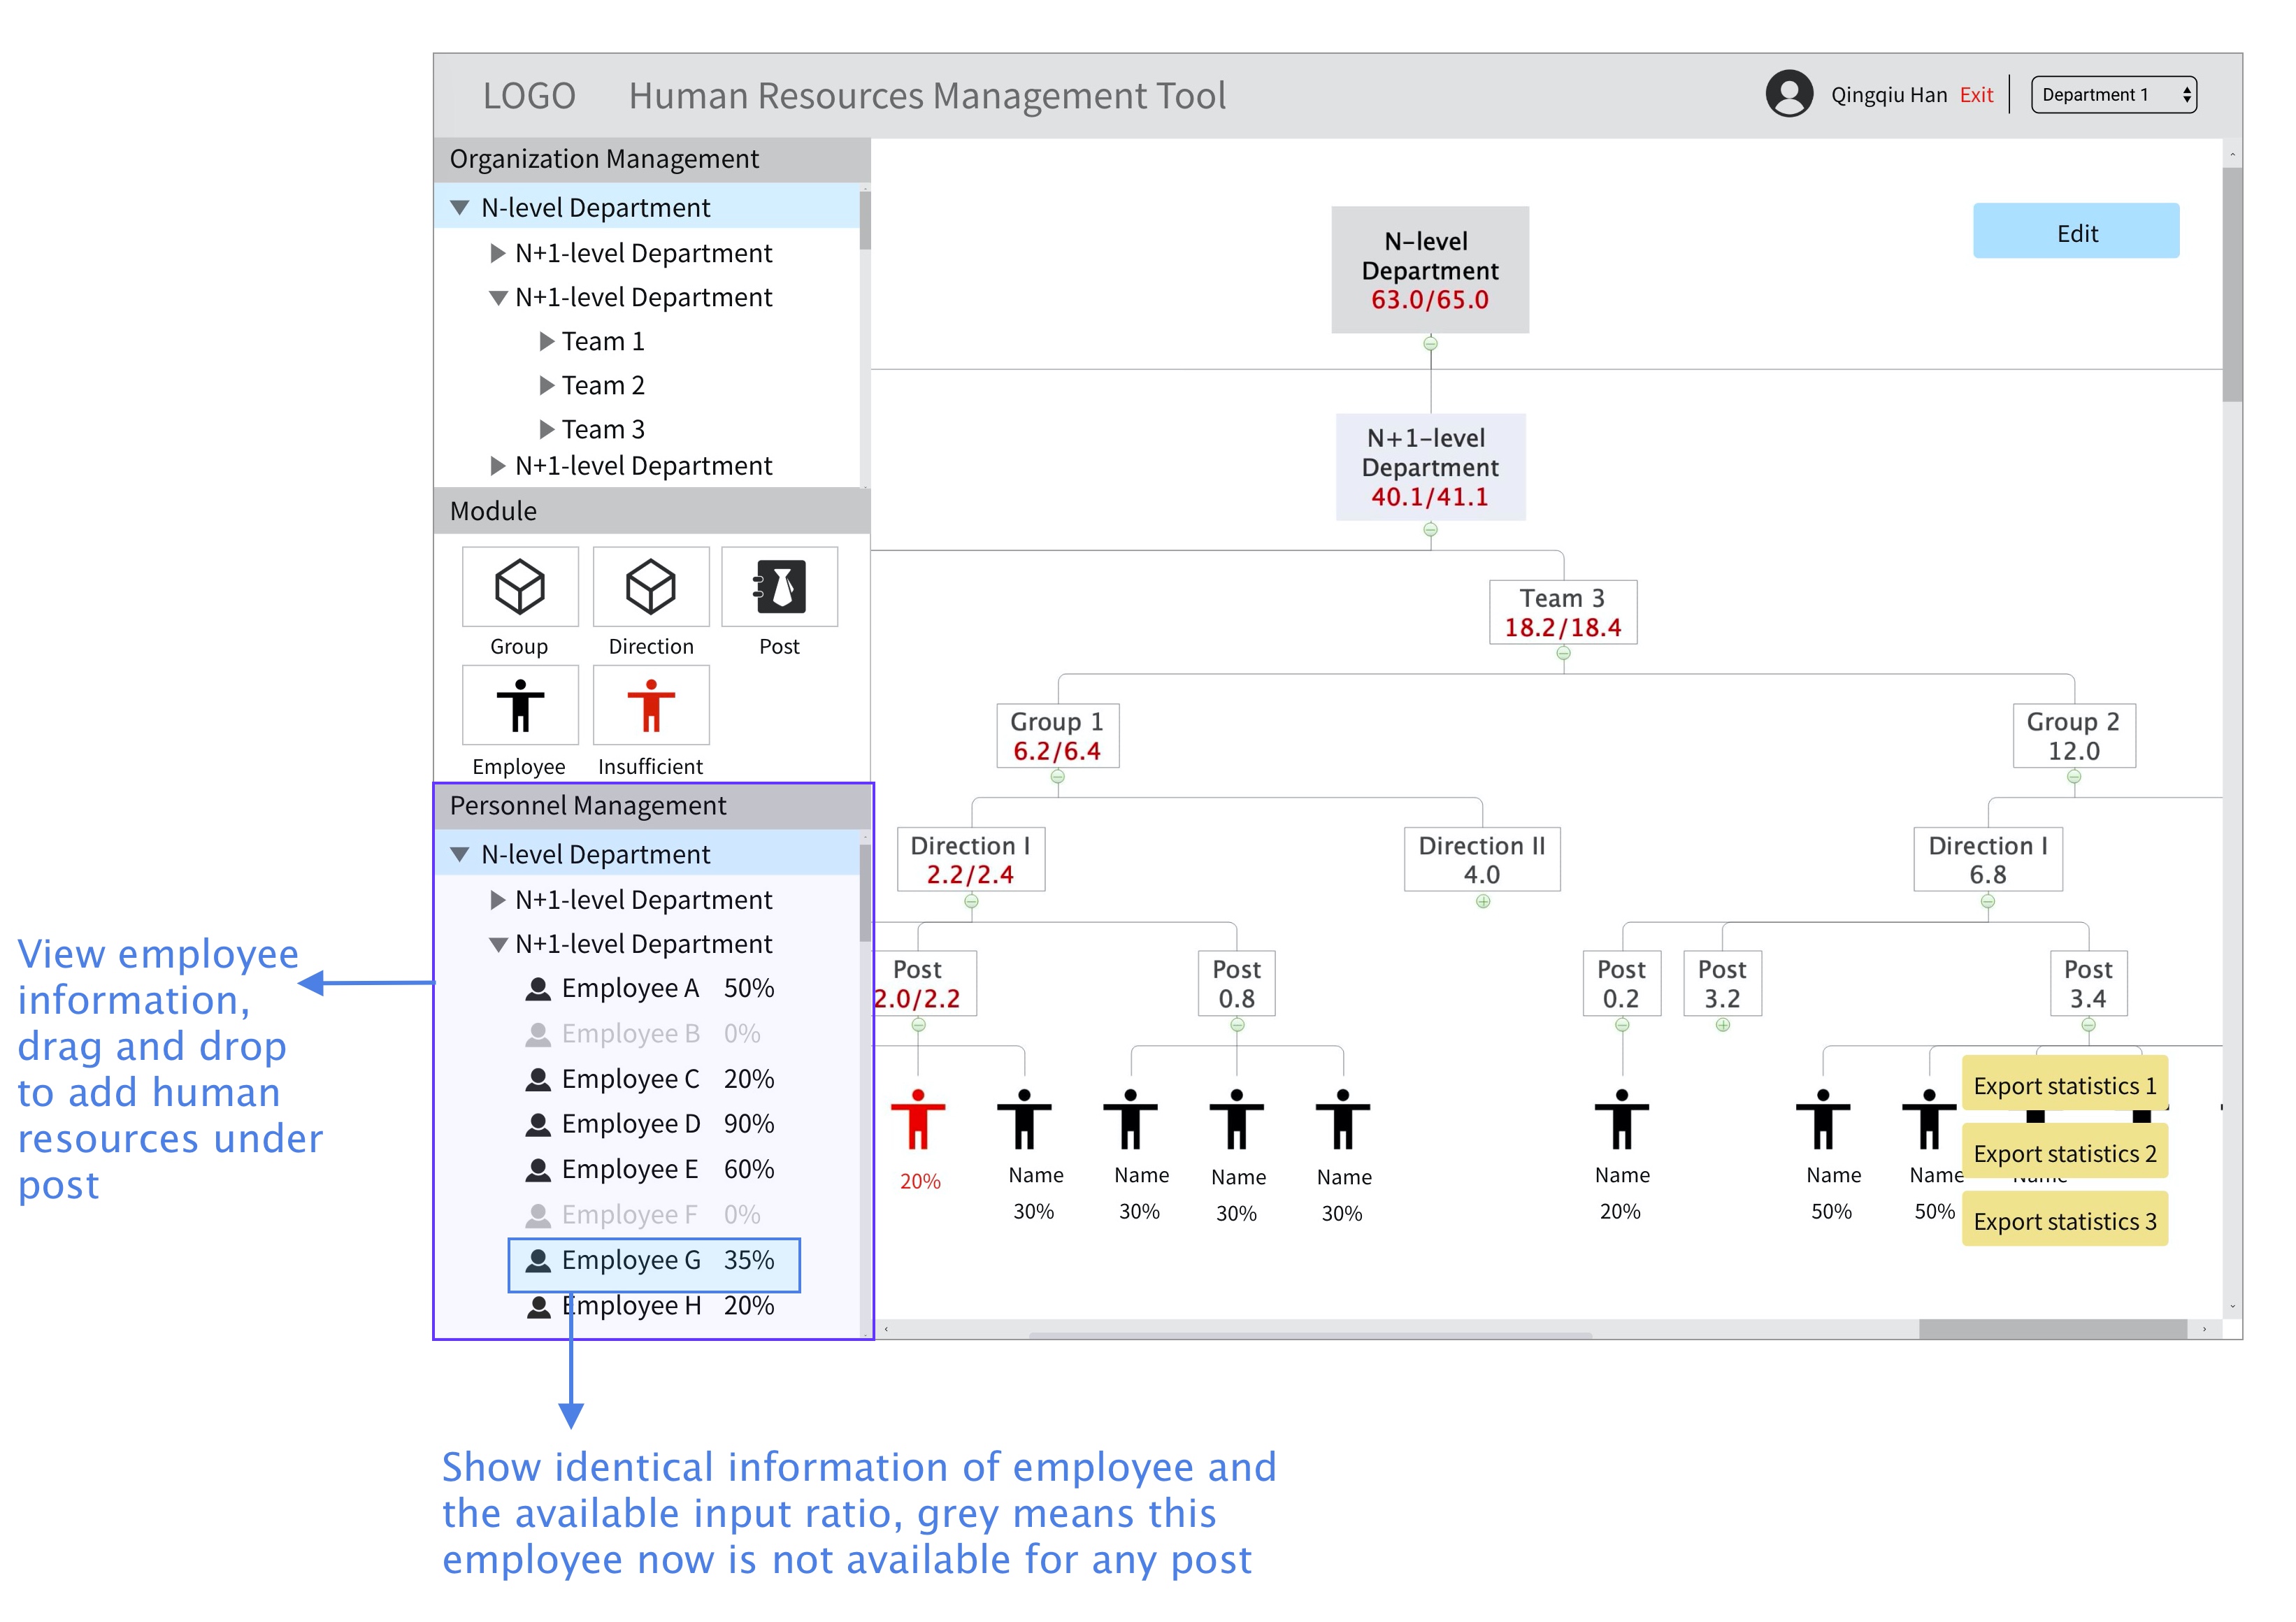 LOGO Human Resources Management Tool
Qingqiu Han Exit
Department 1
Organization Management
N-level Department
N+1-level Department
N+1-level Department
Team 1
Team 2
Team 3
N+1-level Department
Module
Group Direction Post
Employee Insufficient
Personnel Management
N-level Department
N+1-level Department
N+1-level Department
Employee A 50%
Employee B 0%
Employee C 20%
Employee D 90%
Employee E 60%
Employee F 0%
Employee G 35%
Employee H 20%
Edit
N-level
Department
63.0/65.0
N+1-level
Department
40.1/41.1
Team 3
18.2/18.4
Group 1
6.2/6.4
Group 2
12.0
Direction I
2.2/2.4
Direction II
4.0
Direction I
6.8
Post
2.0/2.2
Post
0.8
Post
0.2
Post
3.2
Post
3.4
20%
Name
30%
Name
30%
Name
30%
Name
30%
Name
20%
Name
50%
Name
50%
Export statistics 1
Export statistics 2
Export statistics 3
View employee
information,
drag and drop
to add human
resources under
post
Show identical information of employee and
the available input ratio, grey means this
employee now is not available for any post